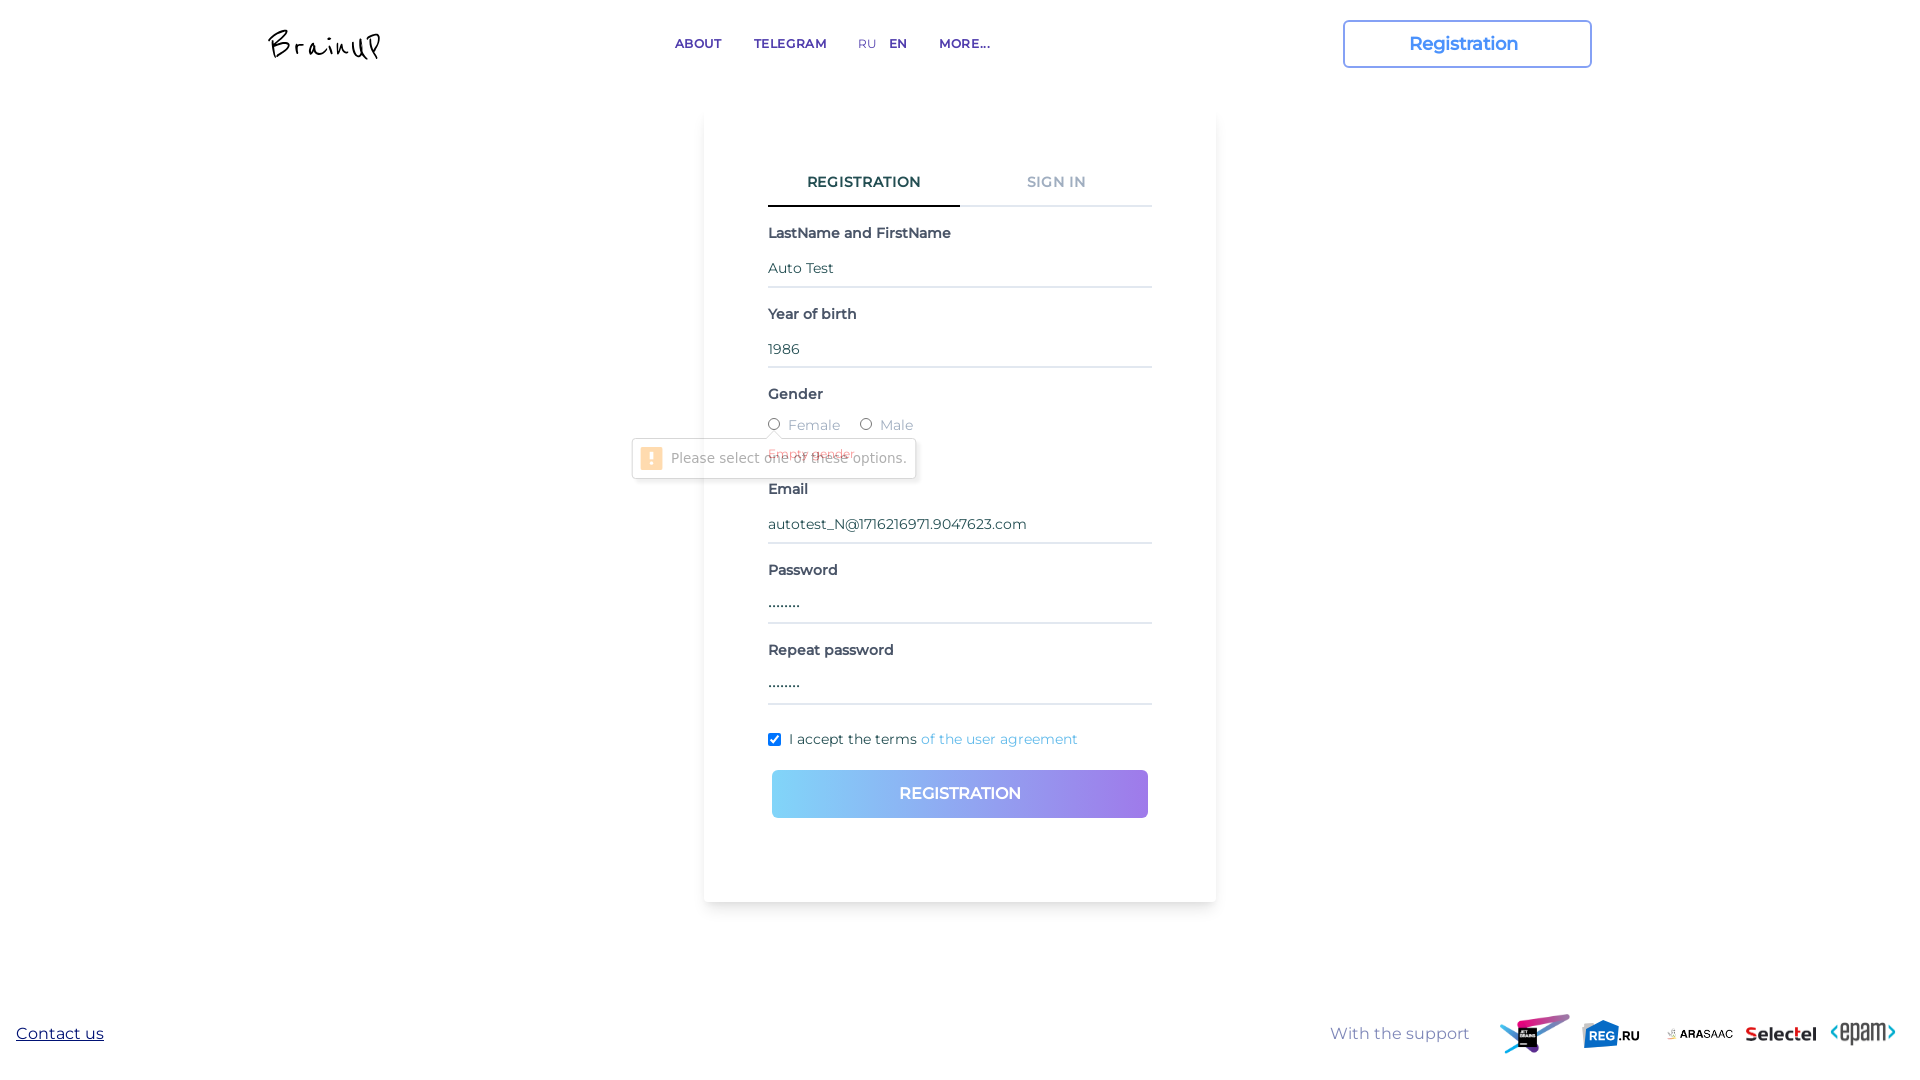 BrainUP
ABOUT TELEGRAM RU EN MORE...
Registration
REGISTRATION SIGN IN
LastName and FirstName
Auto Test
Year of birth
1986
Gender
Female Male
Empty gender
Please select one of these options.
Email
autotest_N@1716216971.9047623.com
Password
........
Repeat password
........
I accept the terms of the user agreement
REGISTRATION
Contact us
With the support
JET BRAINS
REG.RU
ARASAAC
Selectel
<epam>